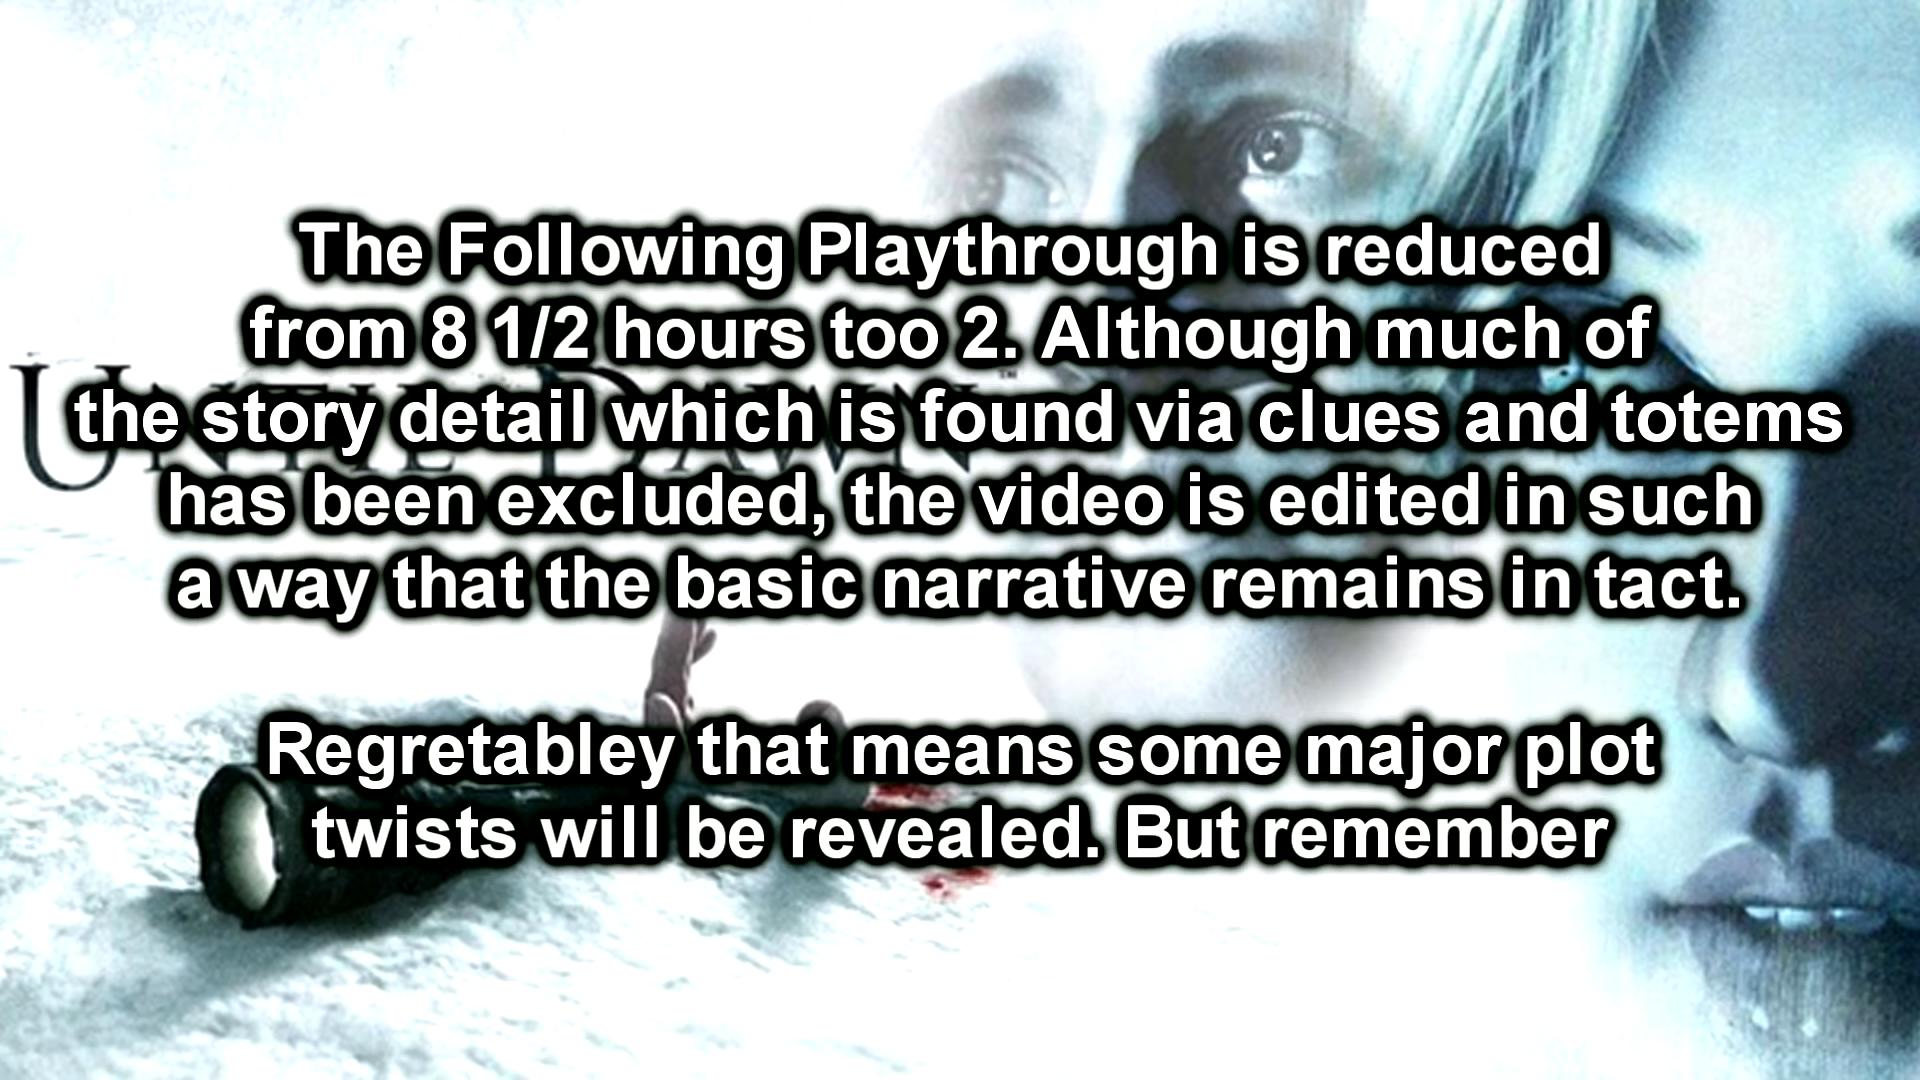 The Following Playthrough is reduced
from 8 1/2 hours too 2. Although much of
UNTIL DAWN™
the story detail which is found via clues and totems
has been excluded, the video is edited in such
a way that the basic narrative remains in tact.
Regretabley that means some major plot
twists will be revealed. But remember